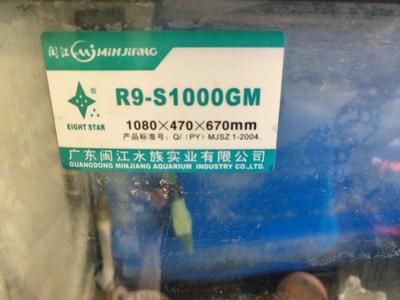 闽江 MINJIANG
EIGHT STAR
R9-S1000GM
1080×470×670mm
产品标准号：Q/（PY）MJSZ 1-2004.
广东闽江水族实业有限公司
GUANGDONG MINJIANG AQUARIUM INDUSTRY CO.,LTD